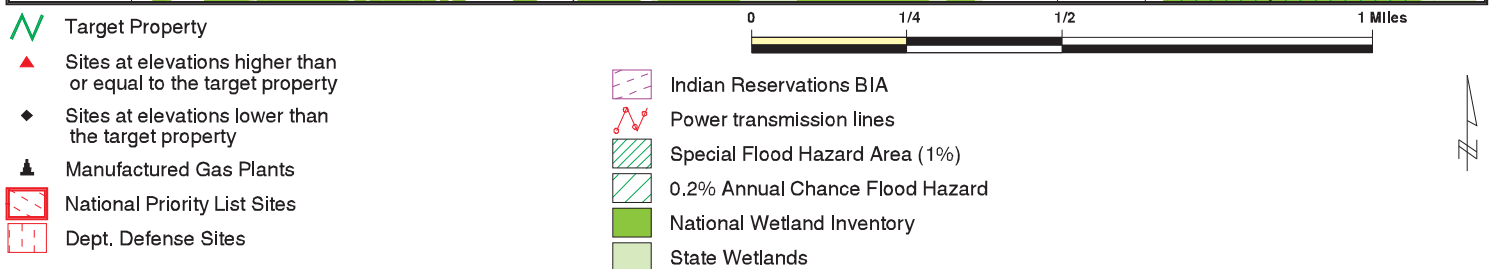 0 1/4 1/2 1 Miles
Target Property
Sites at elevations higher than
or equal to the target property
Sites at elevations lower than
the target property
Manufactured Gas Plants
National Priority List Sites
Dept. Defense Sites
Indian Reservations BIA
Power transmission lines
Special Flood Hazard Area (1%)
0.2% Annual Chance Flood Hazard
National Wetland Inventory
State Wetlands